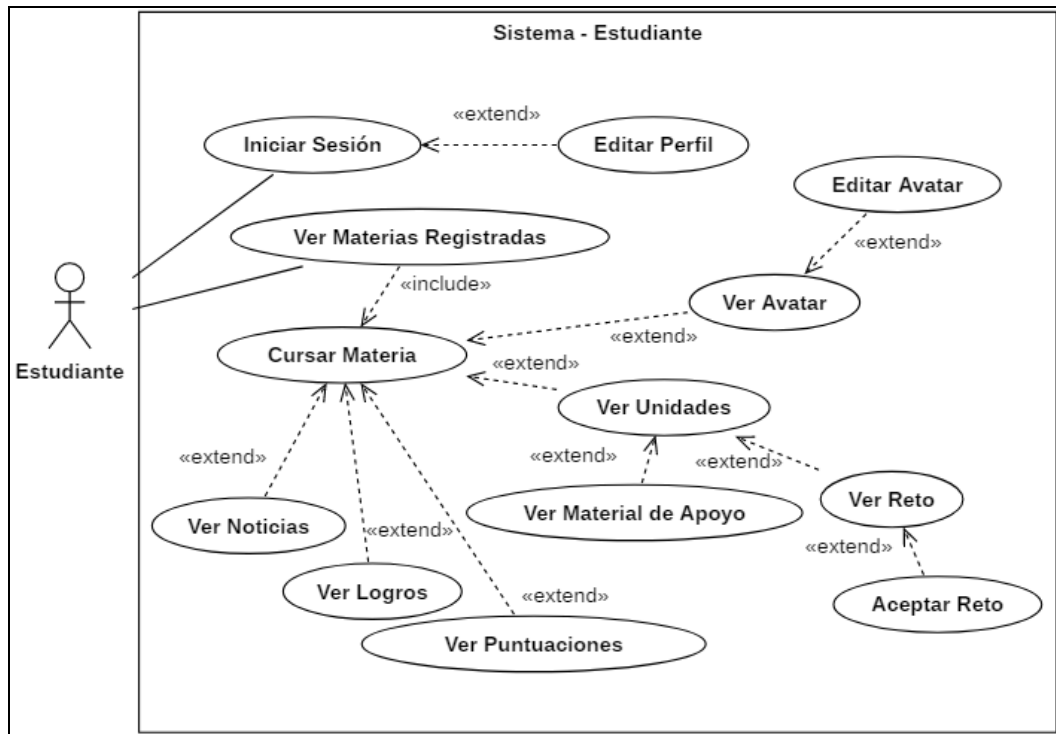 Sistema - Estudiante
«extend»
Iniciar Sesión
Editar Perfil
Editar Avatar
Ver Materias Registradas
«extend»
«include»
Ver Avatar
«extend»
Cursar Materia
«extend»
Estudiante
Ver Unidades
«extend»
«extend»
«extend»
Ver Reto
Ver Material de Apoyo
Ver Noticias
«extend»
«extend»
Ver Logros
«extend»
Aceptar Reto
Ver Puntuaciones